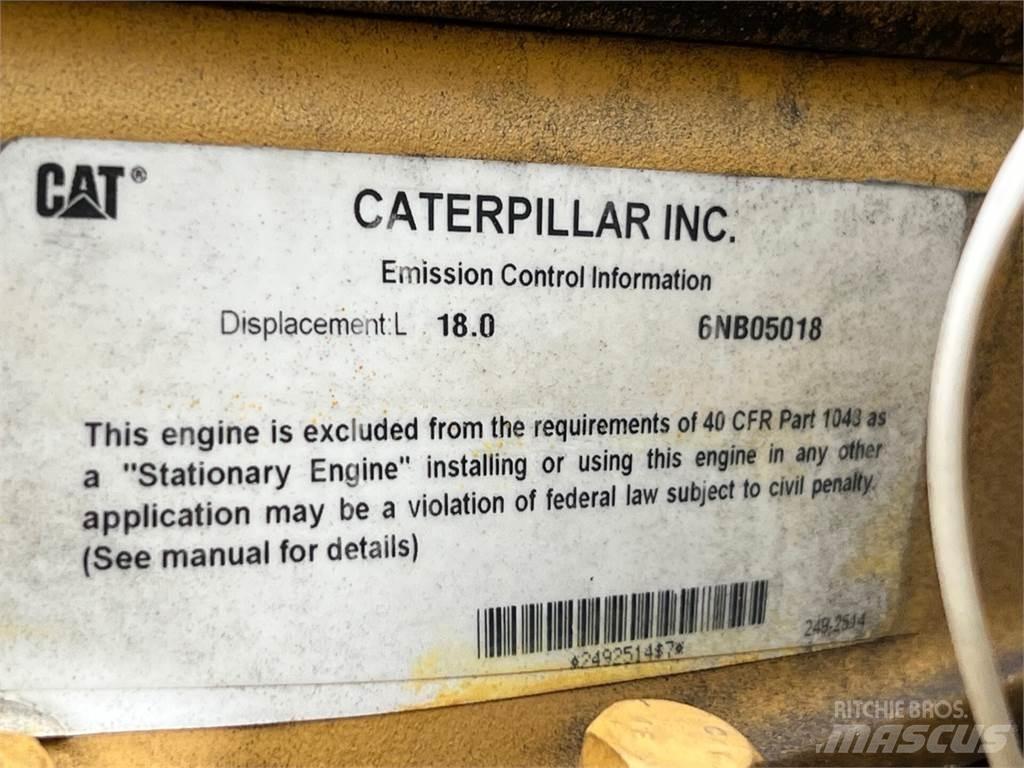 CAT®
CATERPILLAR INC.
Emission Control Information
Displacement:L 18.0 6NB05018
This engine is excluded from the requirements of 40 CFR Part 1043 as
a "Stationary Engine" installing or using this engine in any other
application may be a violation of federal law subject to civil penalty.
(See manual for details)
*2492514$7*
249-2514
RITCHIE BROS.
MASCUS